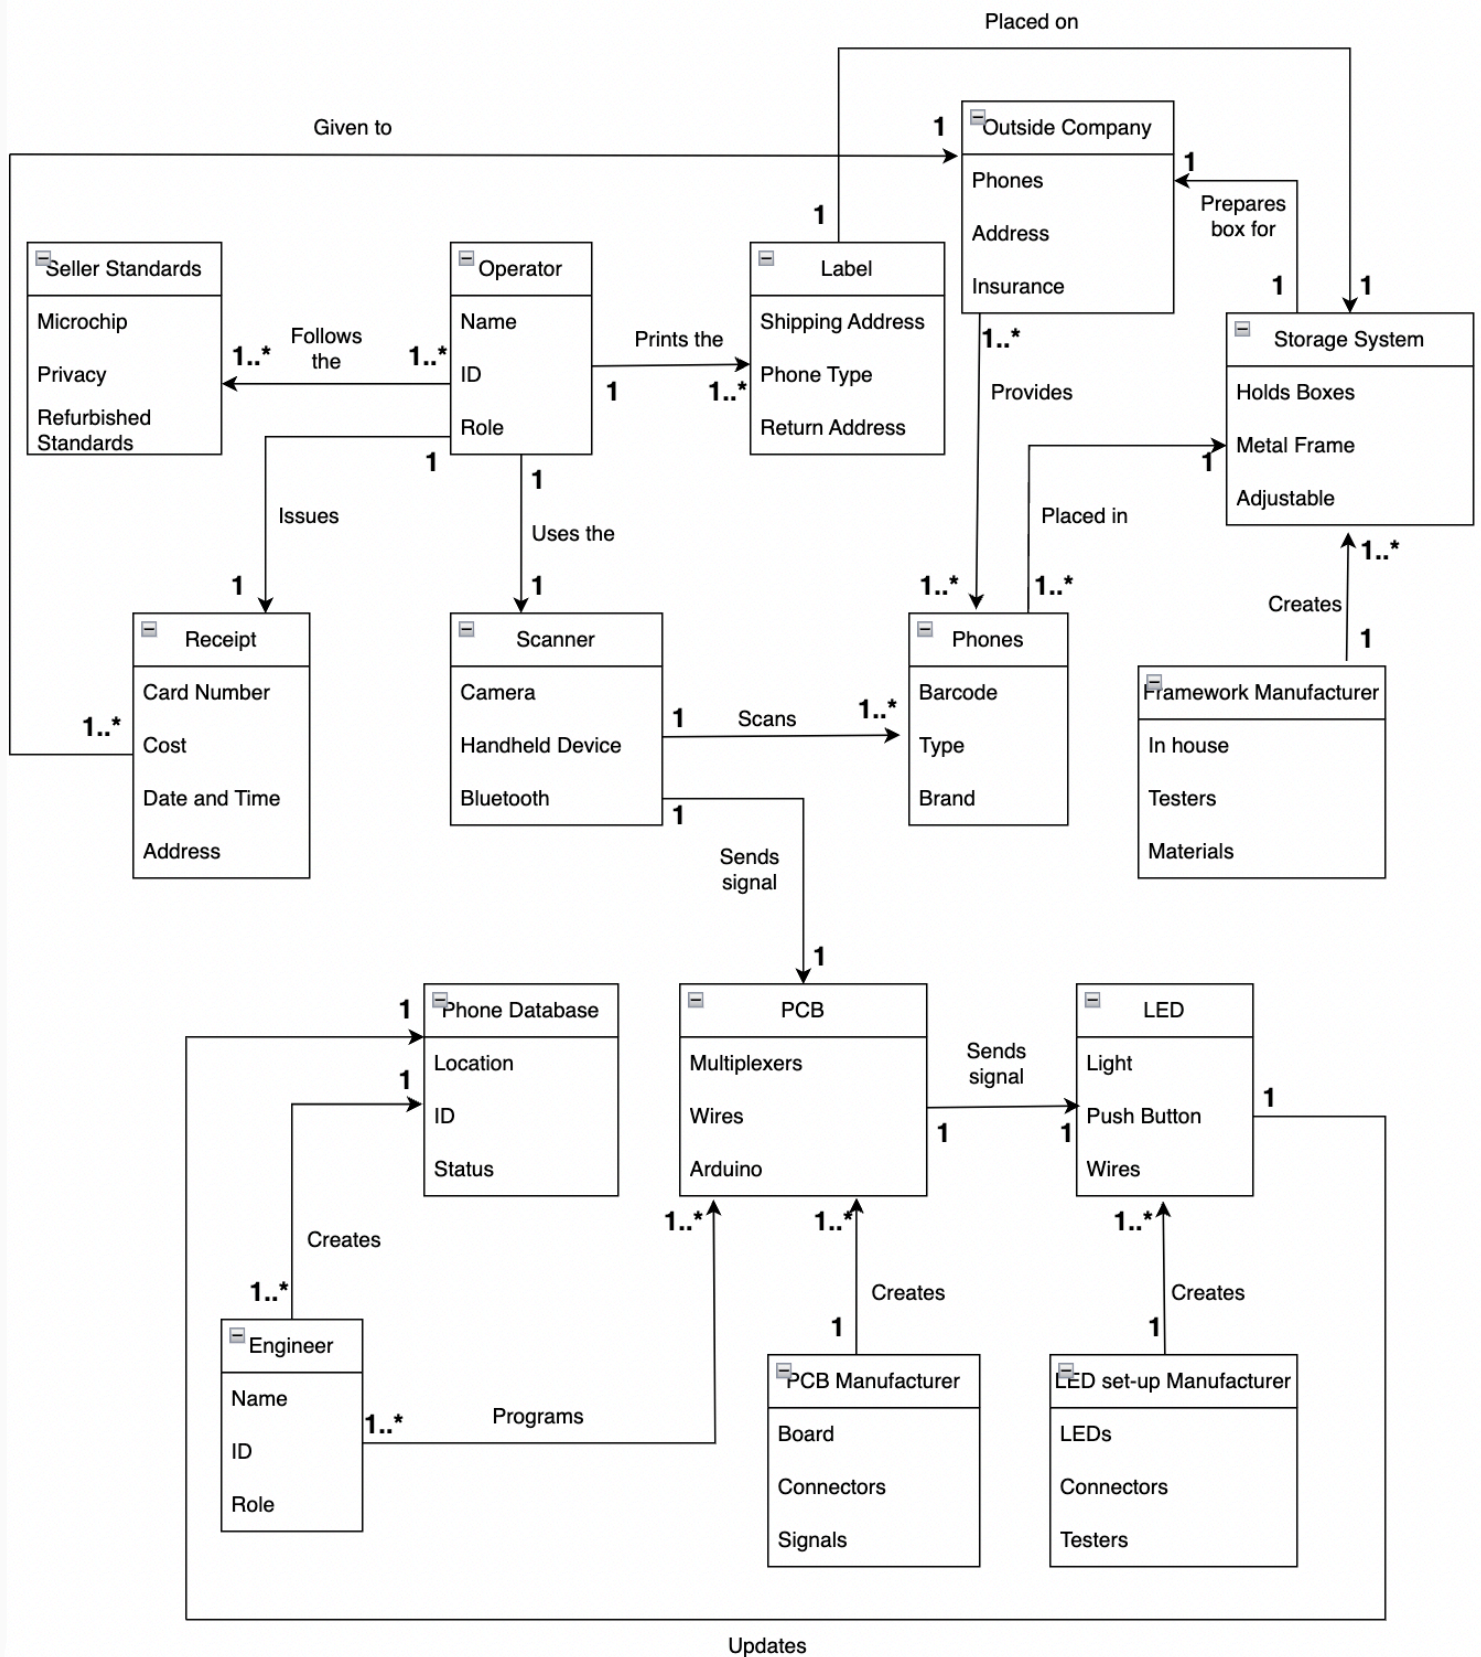 Placed on
Given to
1
Outside Company
Phones
Address
Insurance
1
Prepares
box for
1
1
1
Seller Standards
Microchip
Privacy
Refurbished
Standards
Follows
the
1..*
1..*
Operator
Name
ID
Role
Prints the
1
1..*
Label
Shipping Address
Phone Type
Return Address
1..*
Provides
Storage System
Holds Boxes
Metal Frame
Adjustable
1
Issues
1
1
Uses the
1
1..*
Placed in
1
1..*
1..*
Creates
1
Receipt
Card Number
Cost
Date and Time
Address
1..*
Scanner
Camera
Handheld Device
Bluetooth
1
Scans
1..*
Phones
Barcode
Type
Brand
Framework Manufacturer
In house
Testers
Materials
1
Sends
signal
1
1
Phone Database
Location
ID
Status
1
PCB
Multiplexers
Wires
Arduino
Sends
signal
1
1
LED
Light
Push Button
Wires
1
Creates
1..*
1..*
1..*
Creates
1
1..*
Creates
1
Engineer
Name
ID
Role
1..*
Programs
PCB Manufacturer
Board
Connectors
Signals
LED set-up Manufacturer
LEDs
Connectors
Testers
Updates